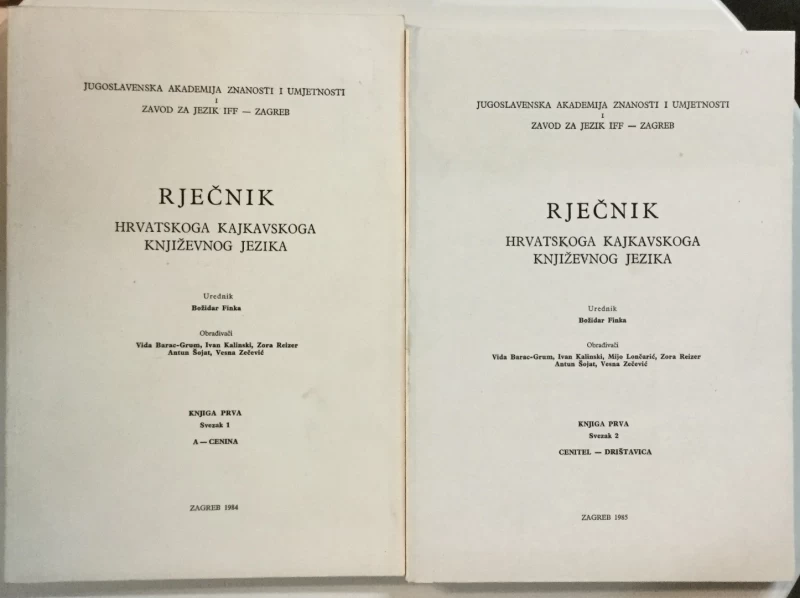 JUGOSLAVENSKA AKADEMIJA ZNANOSTI I UMJETNOSTI
I
ZAVOD ZA JEZIK IFF — ZAGREB
RJEČNIK
HRVATSKOGA KAJKAVSKOGA
KNJIŽEVNOG JEZIKA
Urednik
Božidar Finka
Obrađivači
Vida Barac-Grum, Ivan Kalinski, Zora Reizer
Antun Šojat, Vesna Zečević
KNJIGA PRVA
Svezak 1
A — CENINA
ZAGREB 1984
JUGOSLAVENSKA AKADEMIJA ZNANOSTI I UMJETNOSTI
I
ZAVOD ZA JEZIK IFF — ZAGREB
RJEČNIK
HRVATSKOGA KAJKAVSKOGA
KNJIŽEVNOG JEZIKA
Urednik
Božidar Finka
Obrađivači
Vida Barac-Grum, Ivan Kalinski, Mijo Lončarić, Zora Reizer
Antun Šojat, Vesna Zečević
KNJIGA PRVA
Svezak 2
CENITEL — DRIŠTAVICA
ZAGREB 1985